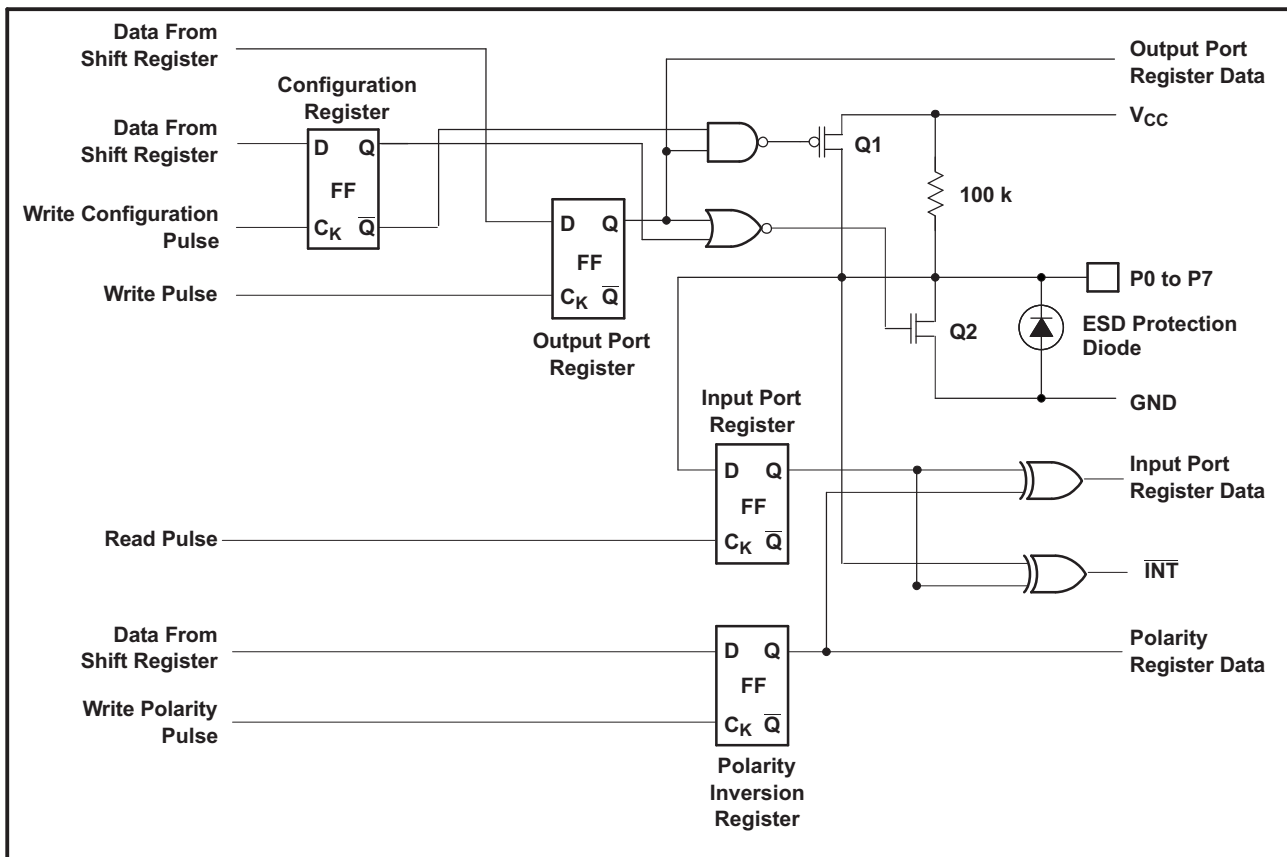 Data From
Shift Register
Output Port
Register Data
Configuration
Register
Data From
Shift Register
D Q
FF
C_K Q̅
Write Configuration
Pulse
V_CC
Q1
100 k
D Q
FF
C_K Q̅
Write Pulse
Output Port
Register
P0 to P7
Q2
ESD Protection
Diode
GND
Input Port
Register
D Q
FF
C_K Q̅
Read Pulse
Input Port
Register Data
I̅N̅T̅
Data From
Shift Register
D Q
FF
C_K Q̅
Write Polarity
Pulse
Polarity
Register Data
Polarity
Inversion
Register